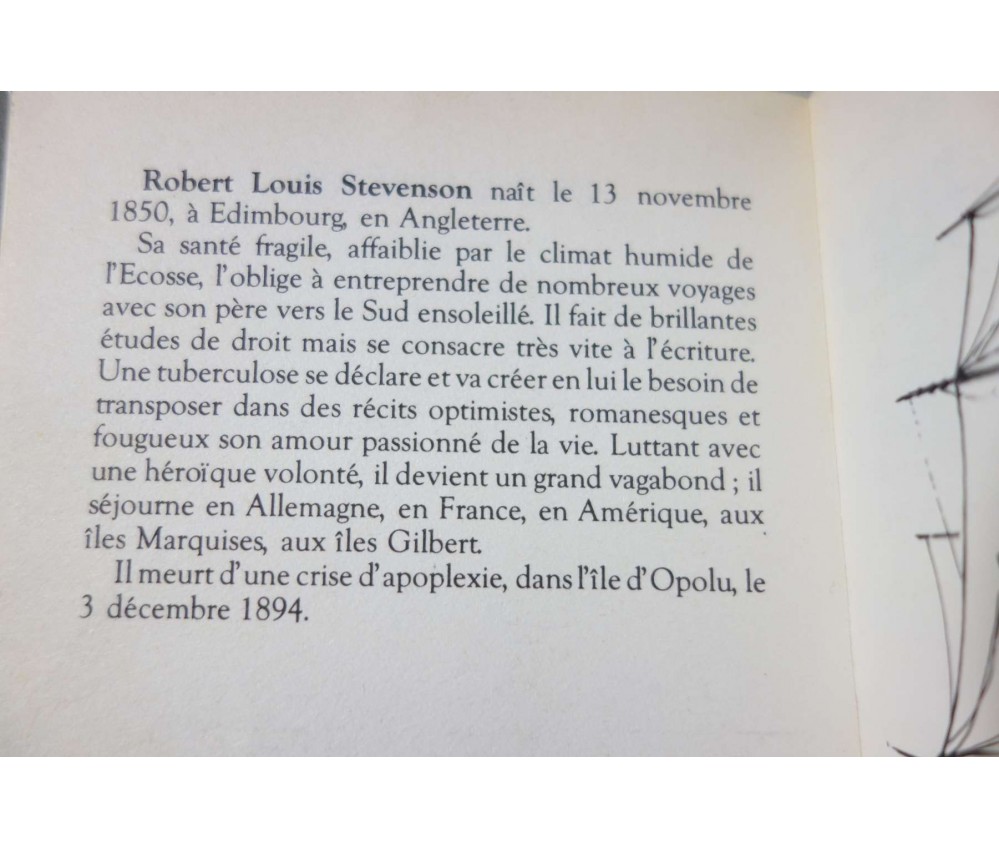 Robert Louis Stevenson naît le 13 novembre
1850, à Edimbourg, en Angleterre.
Sa santé fragile, affaiblie par le climat humide de
l'Ecosse, l'oblige à entreprendre de nombreux voyages
avec son père vers le Sud ensoleillé. Il fait de brillantes
études de droit mais se consacre très vite à l'écriture.
Une tuberculose se déclare et va créer en lui le besoin de
transposer dans des récits optimistes, romanesques et
fougueux son amour passionné de la vie. Luttant avec
une héroïque volonté, il devient un grand vagabond ; il
séjourne en Allemagne, en France, en Amérique, aux
îles Marquises, aux îles Gilbert.
Il meurt d'une crise d'apoplexie, dans l'île d'Opolu, le
3 décembre 1894.